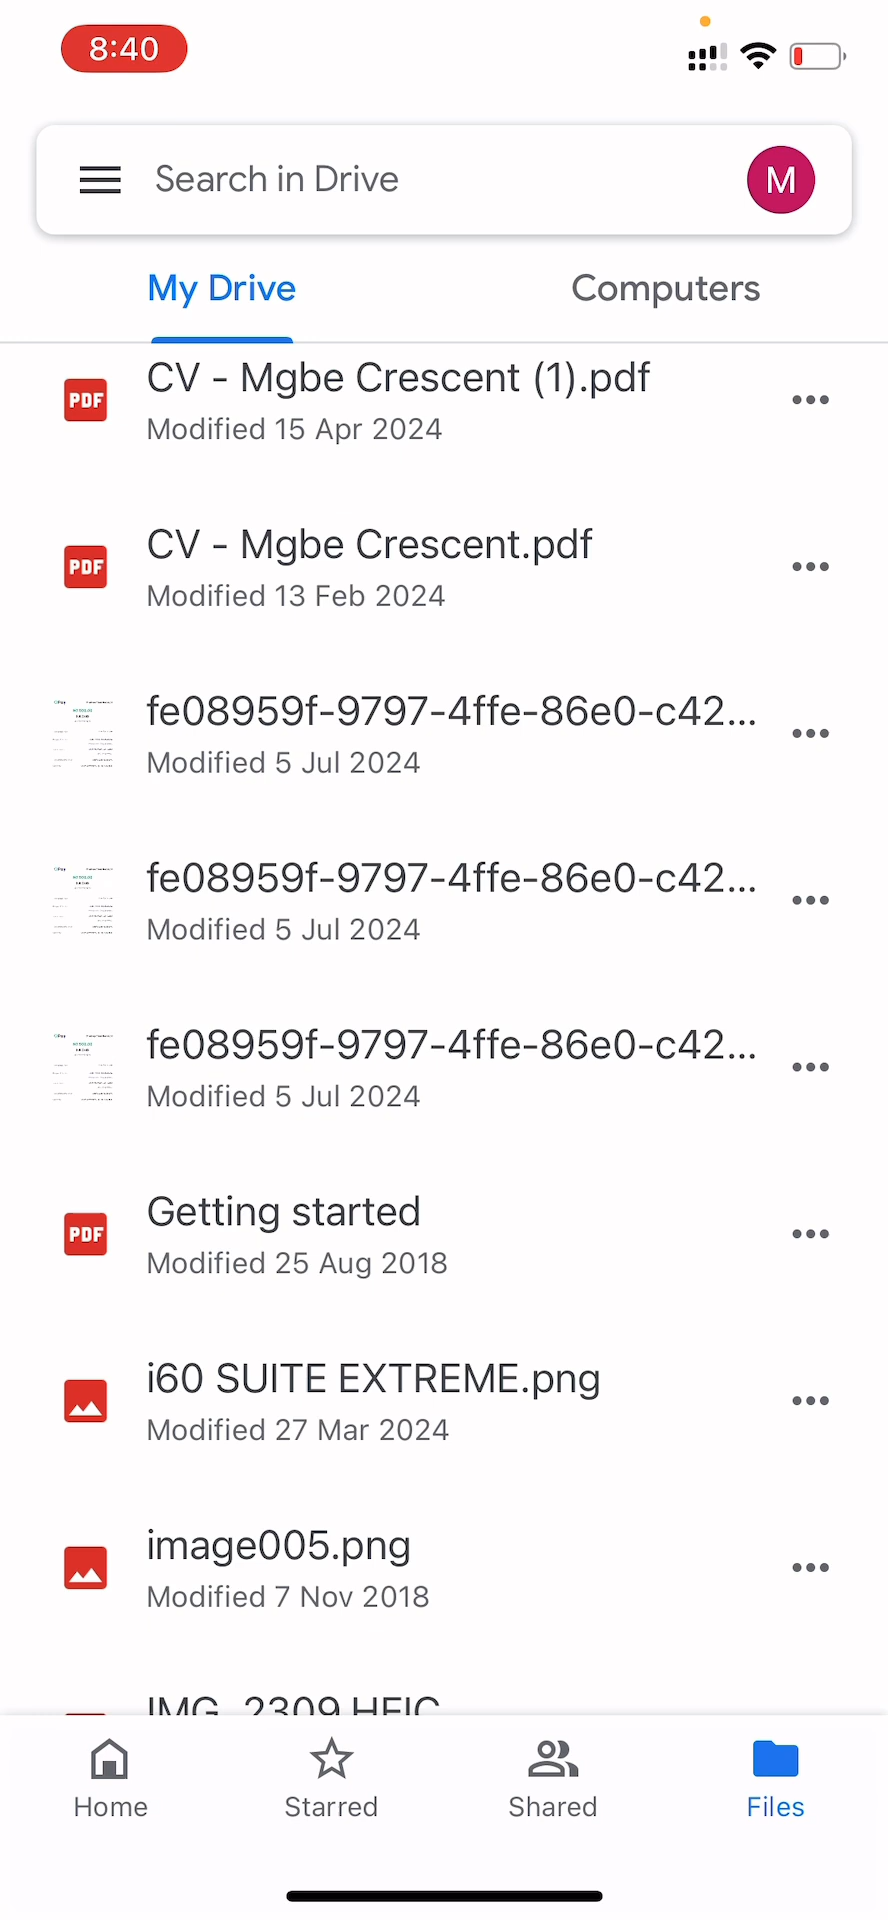 8:40
Search in Drive
M
My Drive
Computers
CV - Mgbe Crescent (1).pdf
PDF
Modified 15 Apr 2024
CV - Mgbe Crescent.pdf
PDF
Modified 13 Feb 2024
fe08959f-9797-4ffe-86e0-c42...
Modified 5 Jul 2024
fe08959f-9797-4ffe-86e0-c42...
Modified 5 Jul 2024
fe08959f-9797-4ffe-86e0-c42...
Modified 5 Jul 2024
Getting started
PDF
Modified 25 Aug 2018
i60 SUITE EXTREME.png
Modified 27 Mar 2024
image005.png
Modified 7 Nov 2018
IMG_2309.HEIC
Home
Starred
Shared
Files